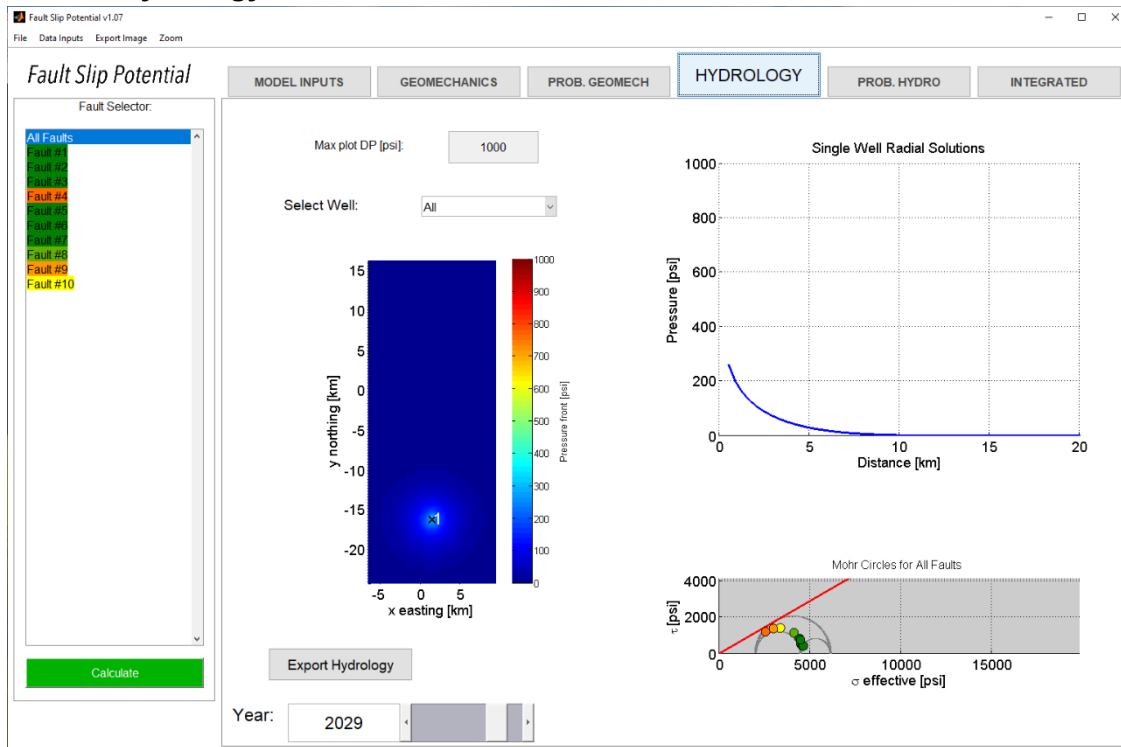 Fault Slip Potential v1.07
File Data Inputs Export Image Zoom
Fault Slip Potential
MODEL INPUTS GEOMECHANICS PROB. GEOMECH HYDROLOGY PROB. HYDRO INTEGRATED
Fault Selector:
All Faults
Fault #1
Fault #2
Fault #3
Fault #4
Fault #5
Fault #6
Fault #7
Fault #8
Fault #9
Fault #10
Calculate
Max plot DP [psi]: 1000
Select Well: All
15
10
5
0
-5
-10
-15
-20
y northing [km]
-5 0 5
x easting [km]
1
1000
900
800
700
600
500
400
300
200
100
0
Pressure front [psi]
Export Hydrology
Year: 2029
Single Well Radial Solutions
1000
800
600
400
200
0
Pressure [psi]
0 5 10 15 20
Distance [km]
Mohr Circles for All Faults
4000
2000
0
τ [psi]
0 5000 10000 15000
σ effective [psi]